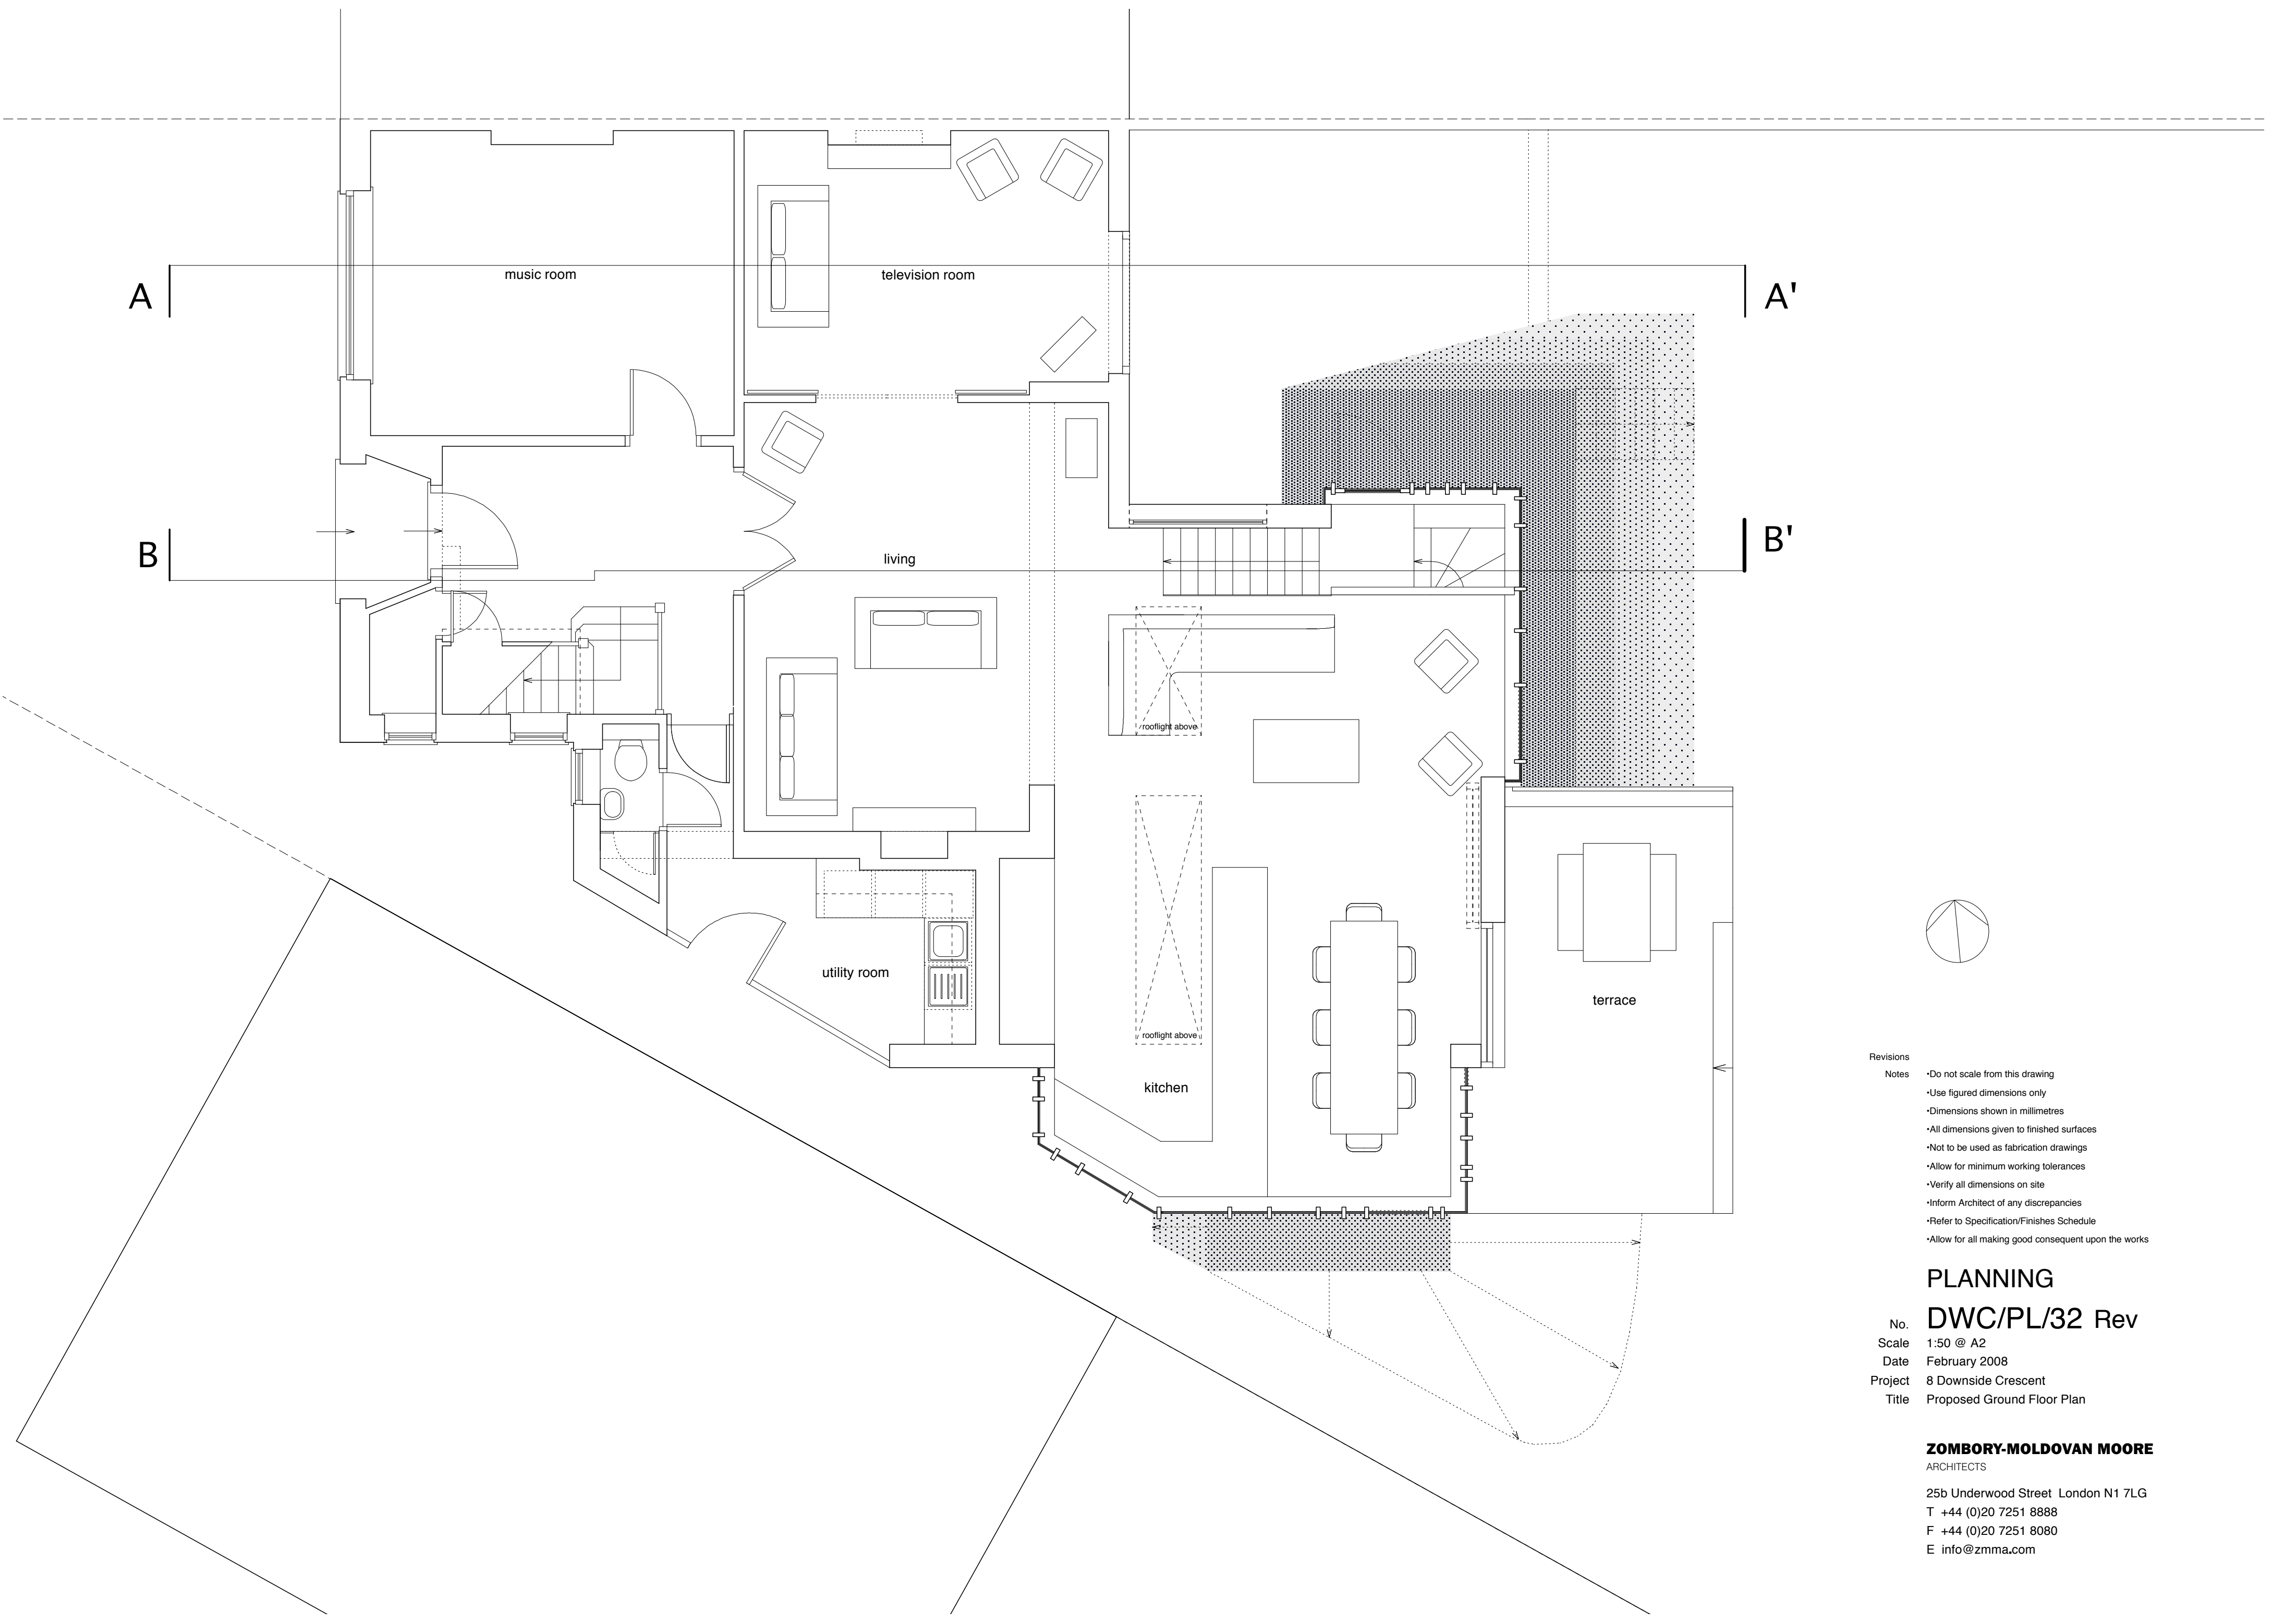 music room
television room
A
A'
B
B'
living
rooflight above
utility room
terrace
rooflight above
kitchen
Revisions
Notes •Do not scale from this drawing
•Use figured dimensions only
•Dimensions shown in millimetres
•All dimensions given to finished surfaces
•Not to be used as fabrication drawings
•Allow for minimum working tolerances
•Verify all dimensions on site
•Inform Architect of any discrepancies
•Refer to Specification/Finishes Schedule
•Allow for all making good consequent upon the works
PLANNING
No. DWC/PL/32 Rev
Scale 1:50 @ A2
Date February 2008
Project 8 Downside Crescent
Title Proposed Ground Floor Plan
ZOMBORY-MOLDOVAN MOORE
ARCHITECTS
25b Underwood Street London N1 7LG
T +44 (0)20 7251 8888
F +44 (0)20 7251 8080
E info@zmma.com